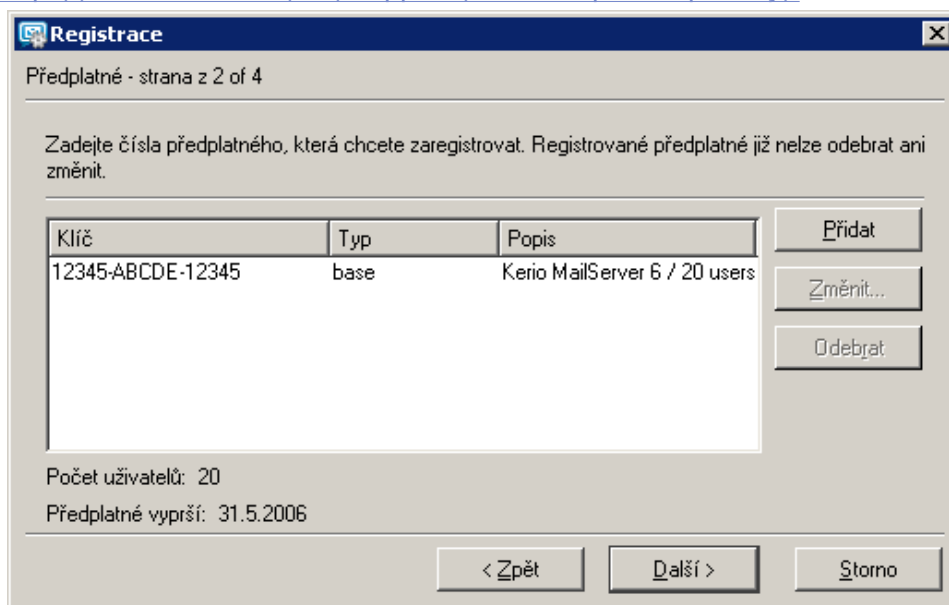 Registrace
Předplatné - strana z 2 of 4
Zadejte čísla předplatného, která chcete zaregistrovat. Registrované předplatné již nelze odebrat ani
změnit.
Klíč Typ Popis
12345-ABCDE-12345 base Kerio MailServer 6 / 20 users
Přidat
Změnit...
Odebrat
Počet uživatelů: 20
Předplatné vyprší: 31.5.2006
< Zpět Další > Storno